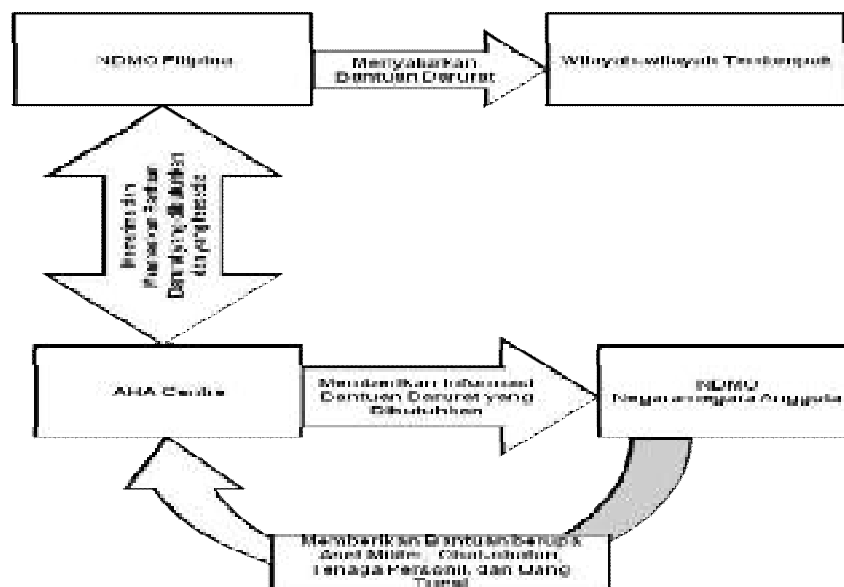 NDMO Filipina
Menyalurkan
Bantuan Darurat
Wilayah-wilayah Terdampak
AHA Centre
Memberikan Informasi
Bantuan Darurat yang
Dibutuhkan
NDMO
Negara-negara Anggota
Memberikan Bantuan berupa
Aset Militer, Obat-obatan,
Tenaga Personil, dan Uang
Tunai